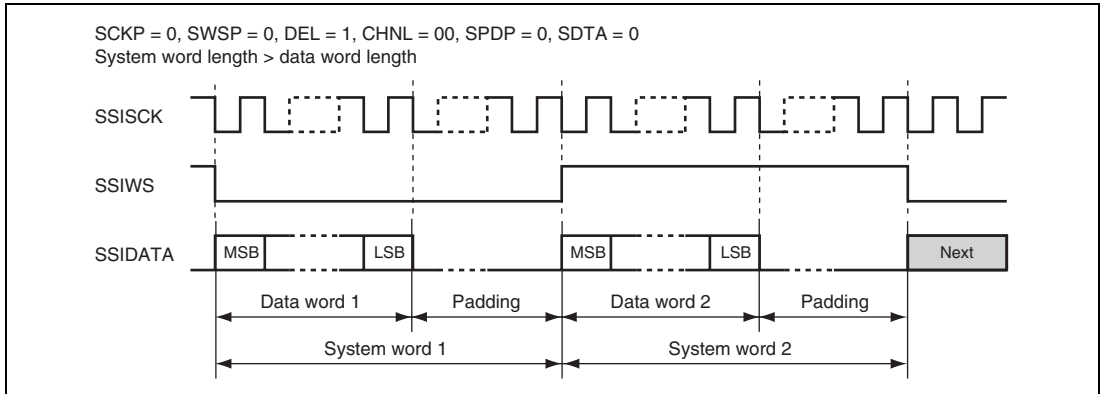 SCKP = 0, SWSP = 0, DEL = 1, CHNL = 00, SPDP = 0, SDTA = 0
System word length > data word length
SSISCK
SSIWS
SSIDATA
MSB
LSB
MSB
LSB
Next
Data word 1
Padding
Data word 2
Padding
System word 1
System word 2